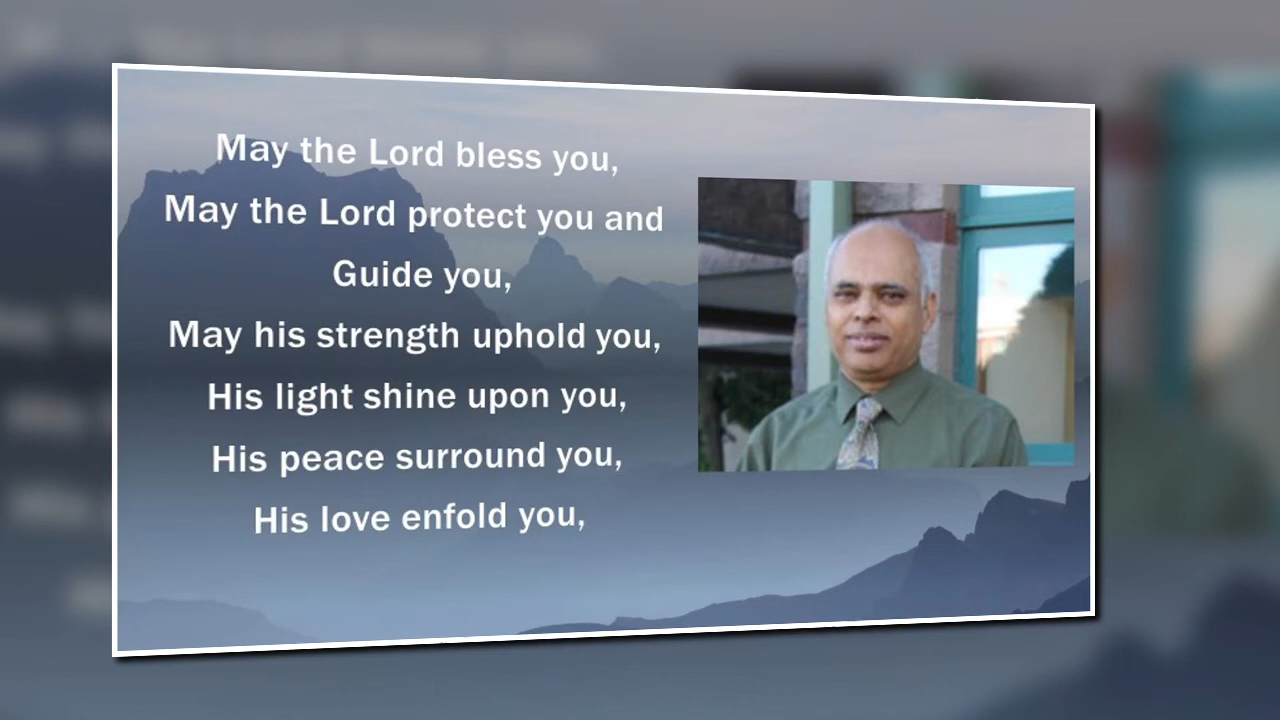 May the Lord bless you,
May the Lord protect you and
Guide you,
May his strength uphold you,
His light shine upon you,
His peace surround you,
His love enfold you,